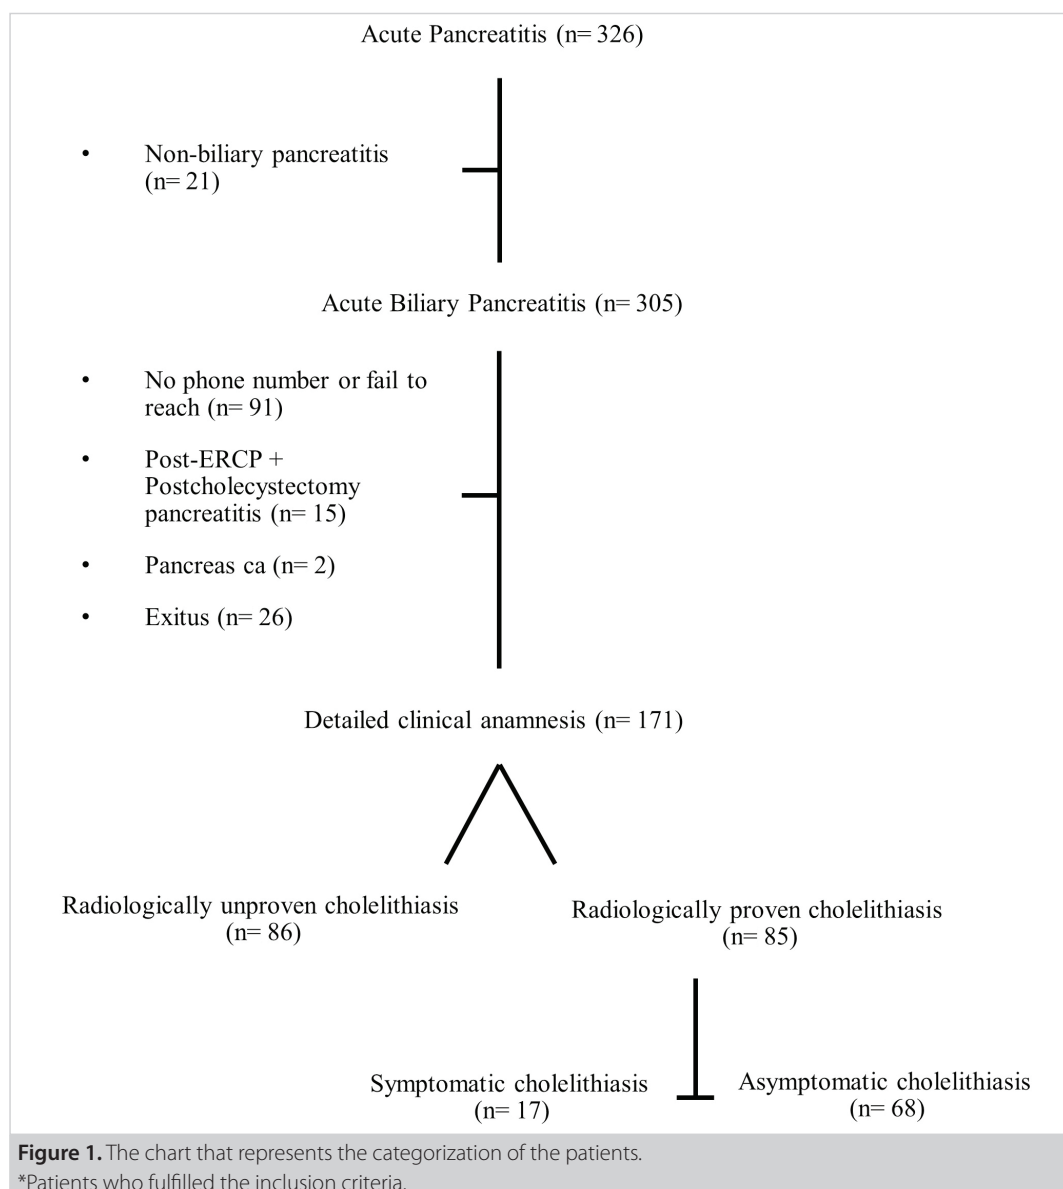 Acute Pancreatitis (n= 326)
• Non-biliary pancreatitis
(n= 21)
Acute Biliary Pancreatitis (n= 305)
• No phone number or fail to
reach (n= 91)
• Post-ERCP +
Postcholecystectomy
pancreatitis (n= 15)
• Pancreas ca (n= 2)
• Exitus (n= 26)
Detailed clinical anamnesis (n= 171)
Radiologically unproven cholelithiasis
(n= 86)
Radiologically proven cholelithiasis
(n= 85)
Symptomatic cholelithiasis
(n= 17)
Asymptomatic cholelithiasis
(n= 68)
Figure 1. The chart that represents the categorization of the patients.
*Patients who fulfilled the inclusion criteria.